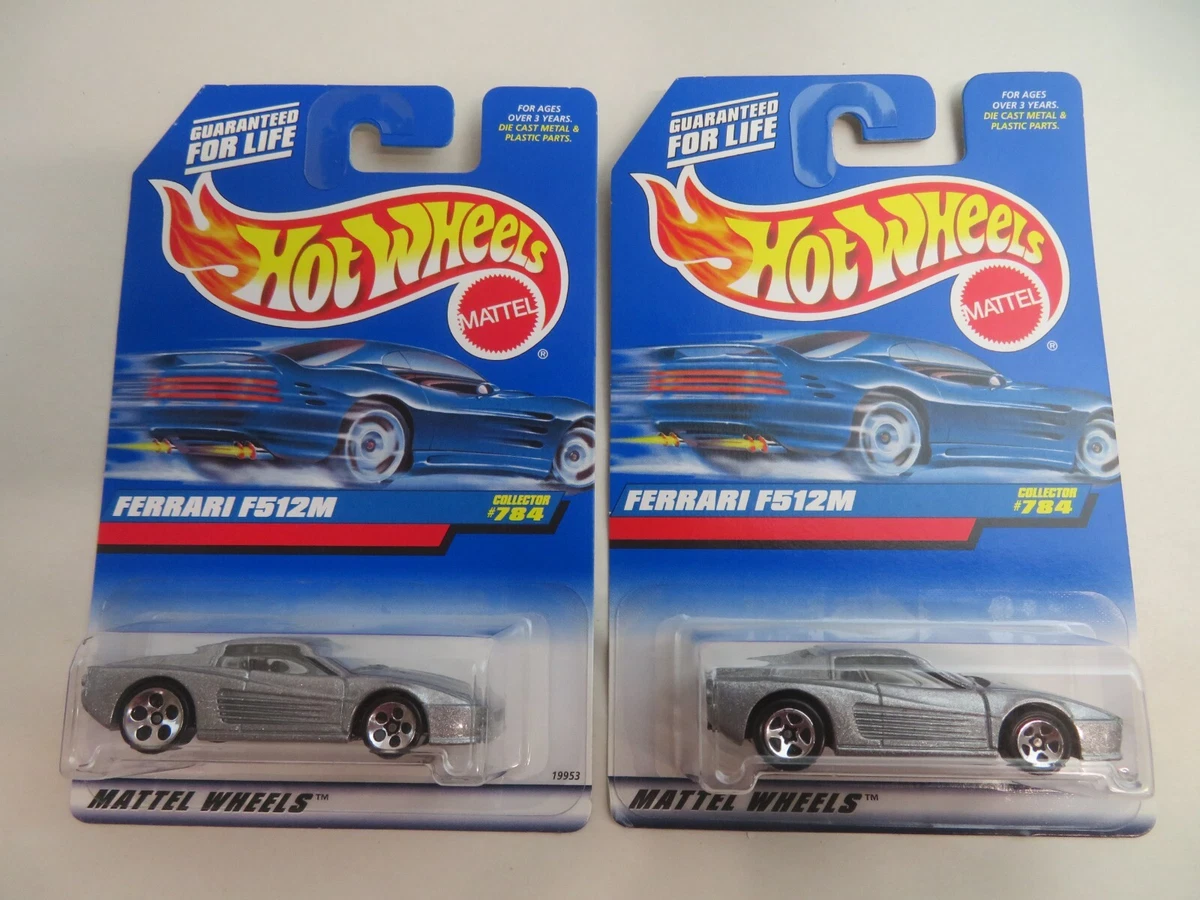 GUARANTEED
FOR LIFE
FOR AGES
OVER 3 YEARS.
DIE CAST METAL &
PLASTIC PARTS.
HOT WHEELS
MATTEL
®
FERRARI F512M
COLLECTOR
#784
19953
MATTEL WHEELS™
GUARANTEED
FOR LIFE
FOR AGES
OVER 3 YEARS.
DIE CAST METAL &
PLASTIC PARTS.
HOT WHEELS
MATTEL
®
FERRARI F512M
COLLECTOR
#784
MATTEL WHEELS™